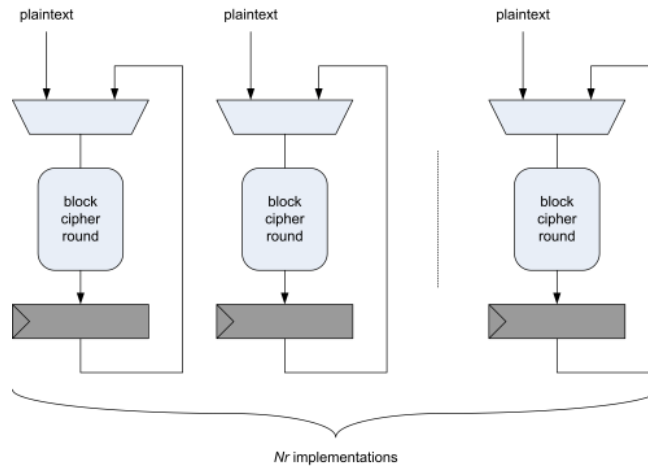 plaintext
plaintext
plaintext
block
cipher
round
block
cipher
round
block
cipher
round
Nr implementations